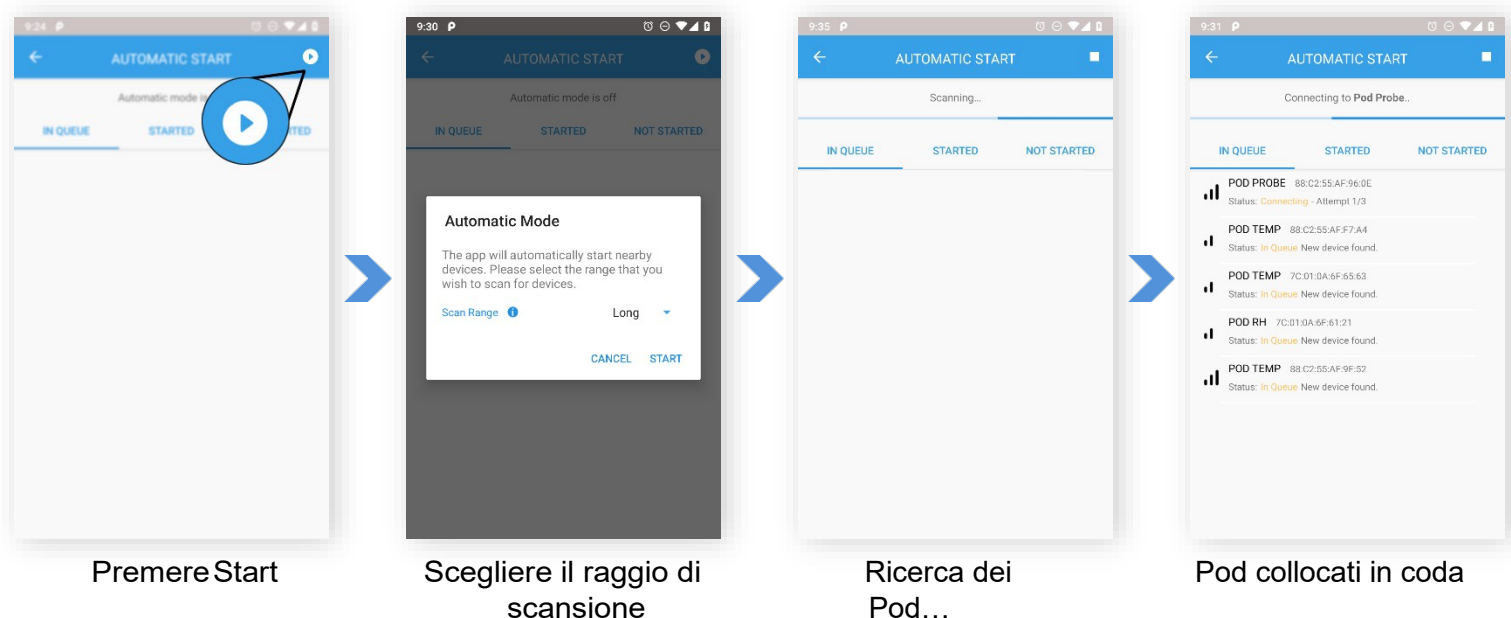 9:24
AUTOMATIC START
Automatic mode is
IN QUEUE STARTED TED
Premere Start
9:30
AUTOMATIC START
Automatic mode is off
IN QUEUE STARTED NOT STARTED
Automatic Mode
The app will automatically start nearby
devices. Please select the range that you
wish to scan for devices.
Scan Range Long
CANCEL START
Scegliere il raggio di
scansione
9:35
AUTOMATIC START
Scanning...
IN QUEUE STARTED NOT STARTED
Ricerca dei
Pod…
9:31
AUTOMATIC START
Connecting to Pod Probe..
IN QUEUE STARTED NOT STARTED
POD PROBE 88:C2:55:AF:96:0E
Status: Connecting - Attempt 1/3
POD TEMP 88:C2:55:AF:F7:A4
Status: In Queue New device found.
POD TEMP 7C:01:0A:6F:65:63
Status: In Queue New device found.
POD RH 7C:01:0A:6F:61:21
Status: In Queue New device found.
POD TEMP 88:C2:55:AF:9F:52
Status: In Queue New device found.
Pod collocati in coda